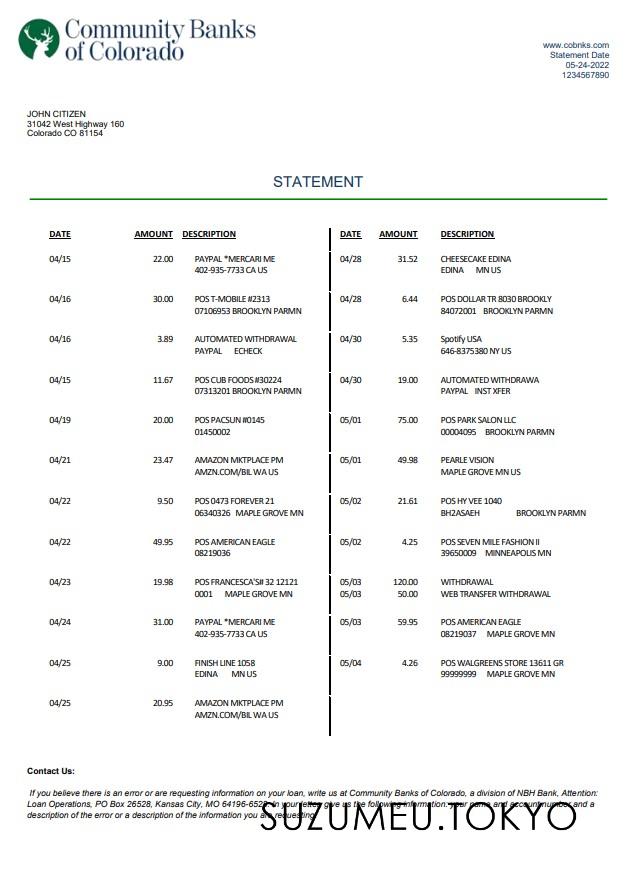 Community Banks
of Colorado
www.cobnks.com
Statement Date
05-24-2022
1234567890
JOHN CITIZEN
31042 West Highway 160
Colorado CO 81154
STATEMENT
DATE AMOUNT DESCRIPTION
04/15 22.00 PAYPAL *MERCARI ME
402-935-7733 CA US
04/16 30.00 POS T-MOBILE #2313
07106953 BROOKLYN PARMN
04/16 3.89 AUTOMATED WITHDRAWAL
PAYPAL ECHECK
04/15 11.67 POS CUB FOODS #30224
07313201 BROOKLYN PARMN
04/19 20.00 POS PACSUN #0145
01450002
04/21 23.47 AMAZON MKTPLACE PM
AMZN.COM/BIL WA US
04/22 9.50 POS 0473 FOREVER 21
06340326 MAPLE GROVE MN
04/22 49.95 POS AMERICAN EAGLE
08219036
04/23 19.98 POS FRANCESCA'S# 32 12121
0001 MAPLE GROVE MN
04/24 31.00 PAYPAL *MERCARI ME
402-935-7733 CA US
04/25 9.00 FINISH LINE 1058
EDINA MN US
04/25 20.95 AMAZON MKTPLACE PM
AMZN.COM/BIL WA US
DATE AMOUNT DESCRIPTION
04/28 31.52 CHEESECAKE EDINA
EDINA MN US
04/28 6.44 POS DOLLAR TR 8030 BROOKLY
84072001 BROOKLYN PARMN
04/30 5.35 Spotify USA
646-8375380 NY US
04/30 19.00 AUTOMATED WITHDRAWA
PAYPAL INST XFER
05/01 75.00 POS PARK SALON LLC
00004095 BROOKLYN PARMN
05/01 49.98 PEARLE VISION
MAPLE GROVE MN US
05/02 21.61 POS HY VEE 1040
BH2ASAEH BROOKLYN PARMN
05/02 4.25 POS SEVEN MILE FASHION II
39650009 MINNEAPOLIS MN
05/03 120.00 WITHDRAWAL
05/03 50.00 WEB TRANSFER WITHDRAWAL
05/03 59.95 POS AMERICAN EAGLE
08219037 MAPLE GROVE MN
05/04 4.26 POS WALGREENS STORE 13611 GR
99999999 MAPLE GROVE MN
Contact Us:
If you believe there is an error or are requesting information on your loan, write us at Community Banks of Colorado, a division of NBH Bank, Attention:
Loan Operations, PO Box 26528, Kansas City, MO 64196-6528. In your letter, give us the following information: your name and account number and a
description of the error or a description of the information you are requesting.
SUZUMEU.TOKYO